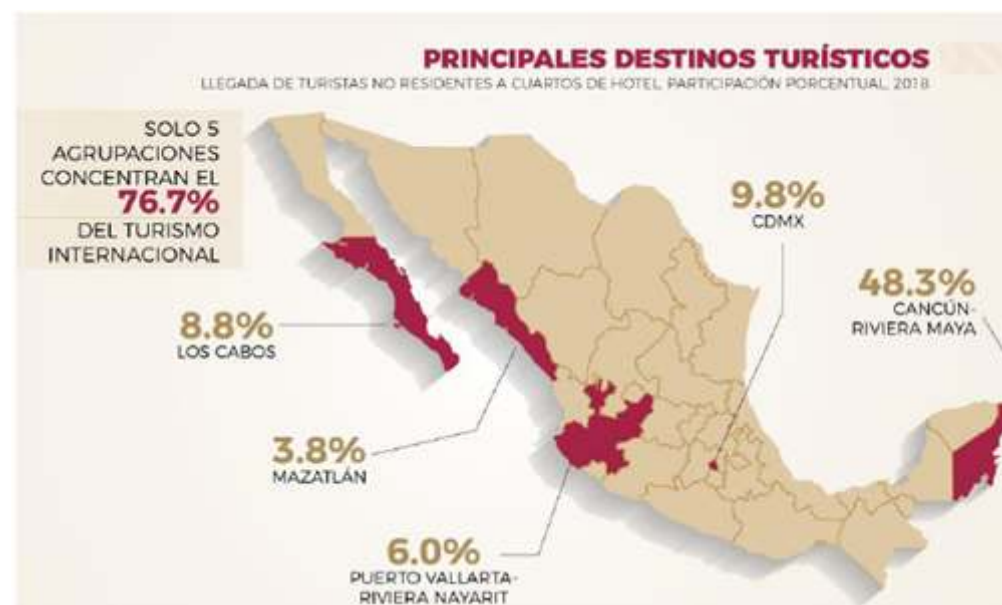 PRINCIPALES DESTINOS TURÍSTICOS
LLEGADA DE TURISTAS NO RESIDENTES A CUARTOS DE HOTEL, PARTICIPACIÓN PORCENTUAL, 2018
SOLO 5
AGRUPACIONES
CONCENTRAN EL
76.7%
DEL TURISMO
INTERNACIONAL
9.8%
CDMX
48.3%
CANCÚN-
RIVIERA MAYA
8.8%
LOS CABOS
3.8%
MAZATLÁN
6.0%
PUERTO VALLARTA-
RIVIERA NAYARIT